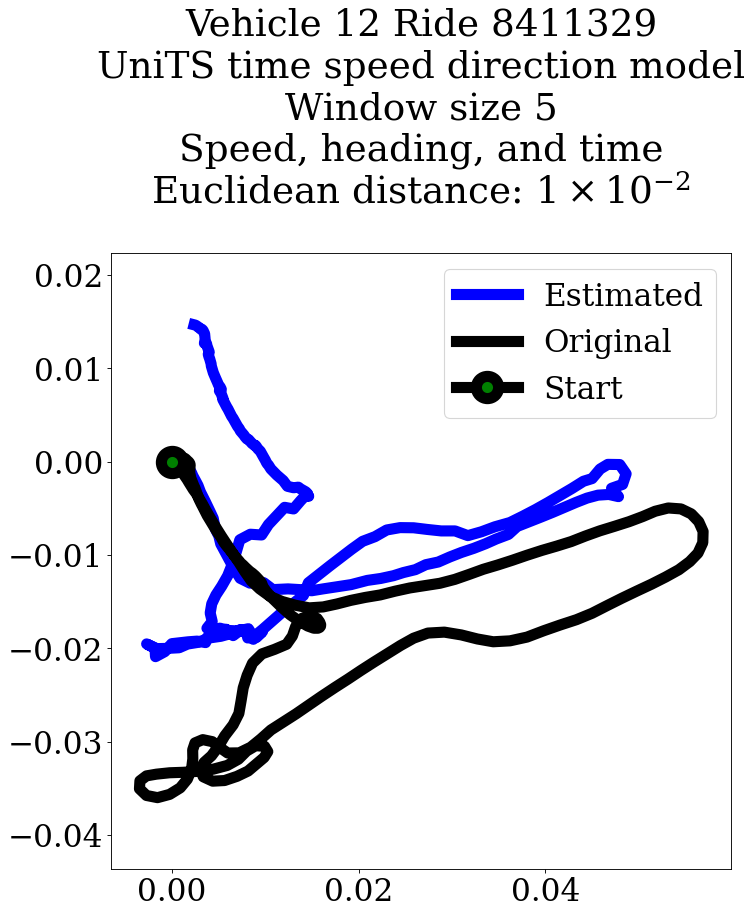 Vehicle 12 Ride 8411329
UniTS time speed direction model
Window size 5
Speed, heading, and time
Euclidean distance: 1 × 10⁻²
Estimated
Original
Start
0.02
0.01
0.00
−0.01
−0.02
−0.03
−0.04
0.00 0.02 0.04